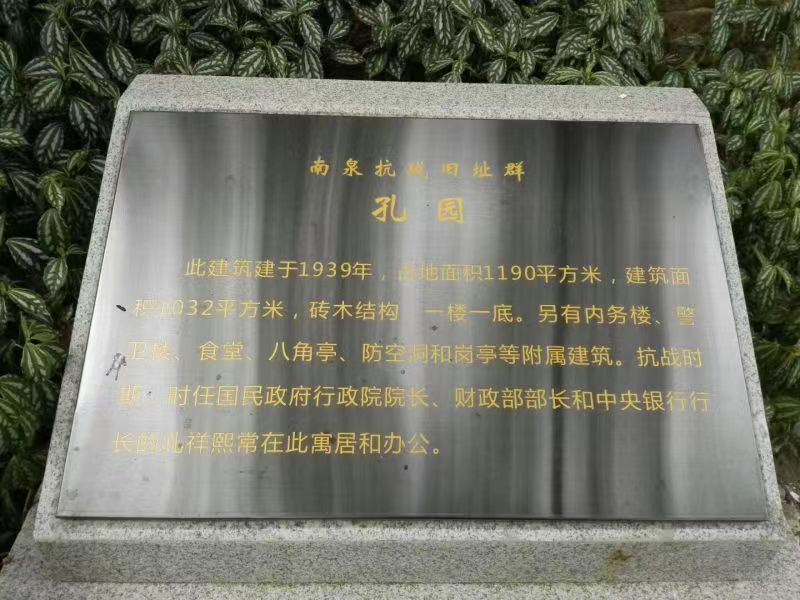 南泉抗战旧址群
孔园
此建筑建于1939年，占地面积1190平方米，建筑面
积1032平方米，砖木结构 一楼一底。另有内务楼、警
卫楼、食堂、八角亭、防空洞和岗亭等附属建筑。抗战时
期 时任国民政府行政院院长、财政部部长和中央银行行
长的孔祥熙常在此寓居和办公。